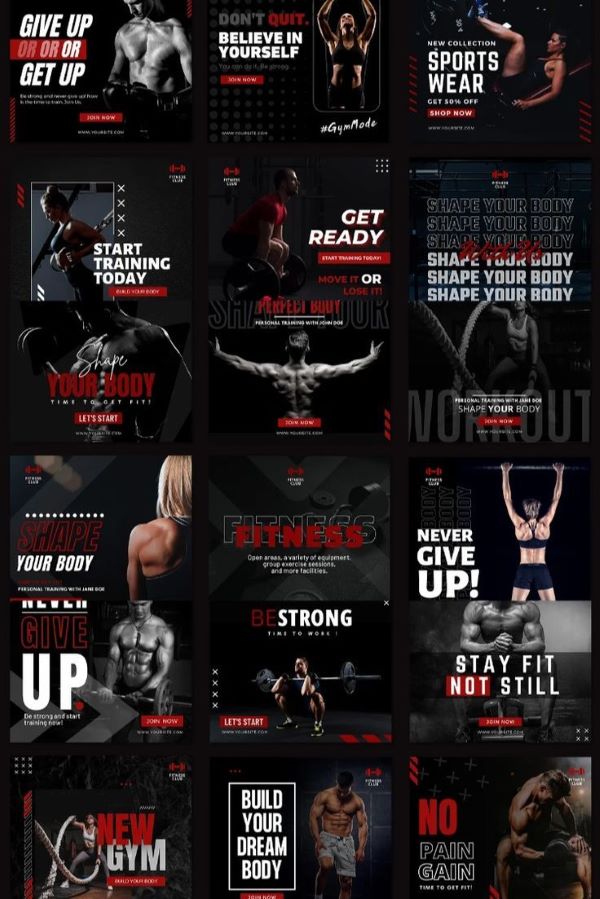 GIVE UP
OR OR OR
GET UP
Be strong and never give up! Now
is the time to train. Join Us.
JOIN NOW
WWW.YOURSITE.COM
DON'T QUIT.
BELIEVE IN
YOURSELF
You can do it. Be strong.
JOIN NOW
WWW.YOURSITE.COM
#GymMode
NEW COLLECTION
SPORTS
WEAR
GET 50% OFF
SHOP NOW
WWW.YOURSITE.COM
FITNESS
CLUB
START
TRAINING
TODAY
BUILD YOUR BODY
FITNESS
CLUB
GET
READY
START TRAINING TODAY!
MOVE IT OR
LOSE IT!
FITNESS
CLUB
SHAPE YOUR BODY
SHAPE YOUR BODY
SHAPE YOUR BODY
SHAPE YOUR BODY
SHAPE YOUR BODY
SHAPE YOUR BODY
Shape
YOUR BODY
TIME TO GET FIT!
LET'S START
WWW.YOURSITE.COM
PERFECT BODY
PERSONAL TRAINING WITH JOHN DOE
JOIN NOW
WWW.YOURSITE.COM
PERSONAL TRAINING WITH JANE DOE
SHAPE YOUR BODY
JOIN NOW
WWW.YOURSITE.COM
WORKOUT
FITNESS
CLUB
SHAPE
YOUR BODY
PERSONAL TRAINING WITH JANE DOE
FITNESS
CLUB
FITNESS
FITNESS
Open areas, a variety of equipment,
group exercise sessions,
and more facilities.
FITNESS
CLUB
BODY BODY BODY
NEVER
GIVE
UP!
NEVER
GIVE
UP.
Be strong and start
training now!
JOIN NOW
WWW.YOURSITE.COM
BESTRONG
TIME TO WORK !
LET'S START
WWW.YOURSITE.COM
STAY FIT
NOT STILL
JOIN NOW
WWW.YOURSITE.COM
FITNESS
CLUB
NEW
GYM
BUILD YOUR BODY
FITNESS
CLUB
BUILD
YOUR
DREAM
BODY
JOIN NOW
FITNESS
CLUB
NO
PAIN
GAIN
TIME TO GET FIT!